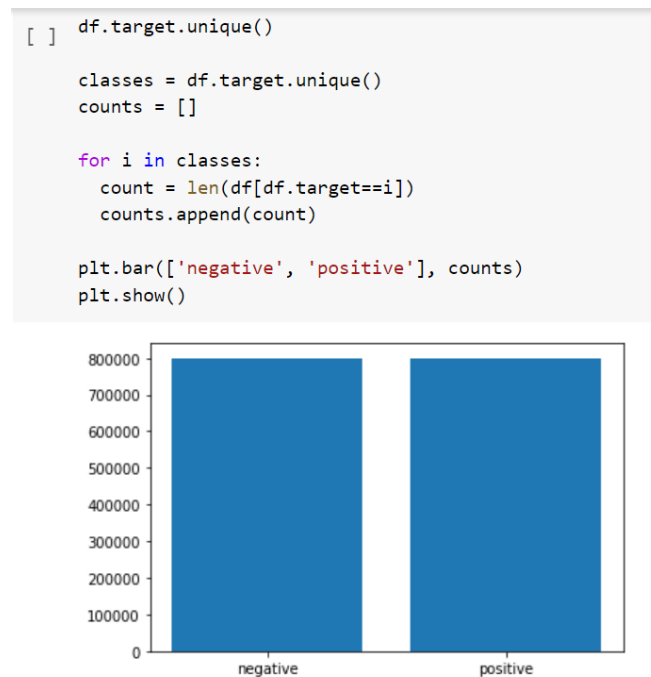 [ ] df.target.unique()
classes = df.target.unique()
counts = []
for i in classes:
  count = len(df[df.target==i])
  counts.append(count)
plt.bar(['negative', 'positive'], counts)
plt.show()
800000
700000
600000
500000
400000
300000
200000
100000
0
negative positive